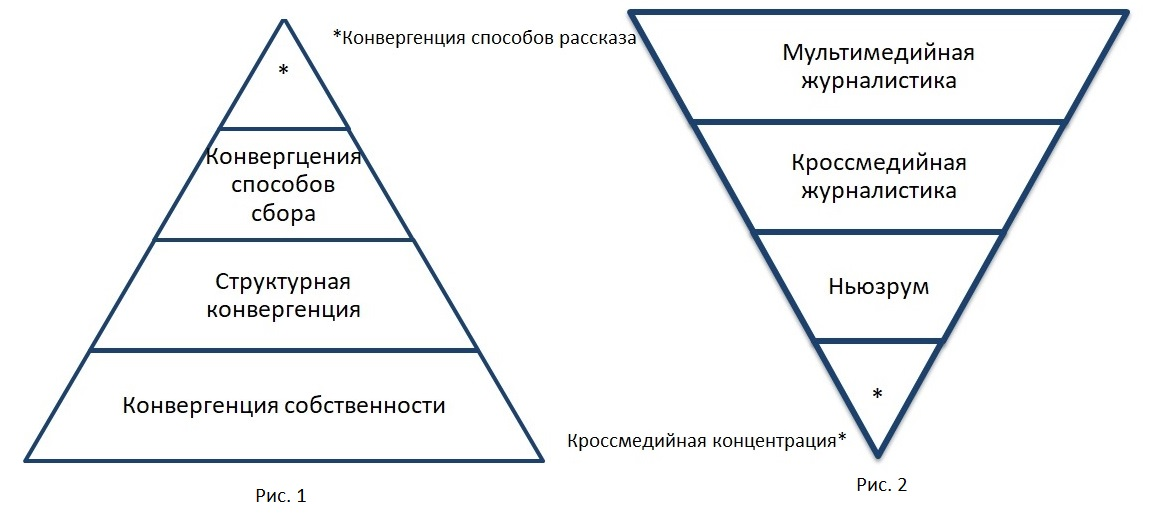 *Конвергенция способов рассказа
*
Конвергцения
способов
сбора
Структурная
конвергенция
Конвергенция собственности
Рис. 1
Мультимедийная
журналистика
Кроссмедийная
журналистика
Ньюзрум
*
Кроссмедийная концентрация*
Рис. 2